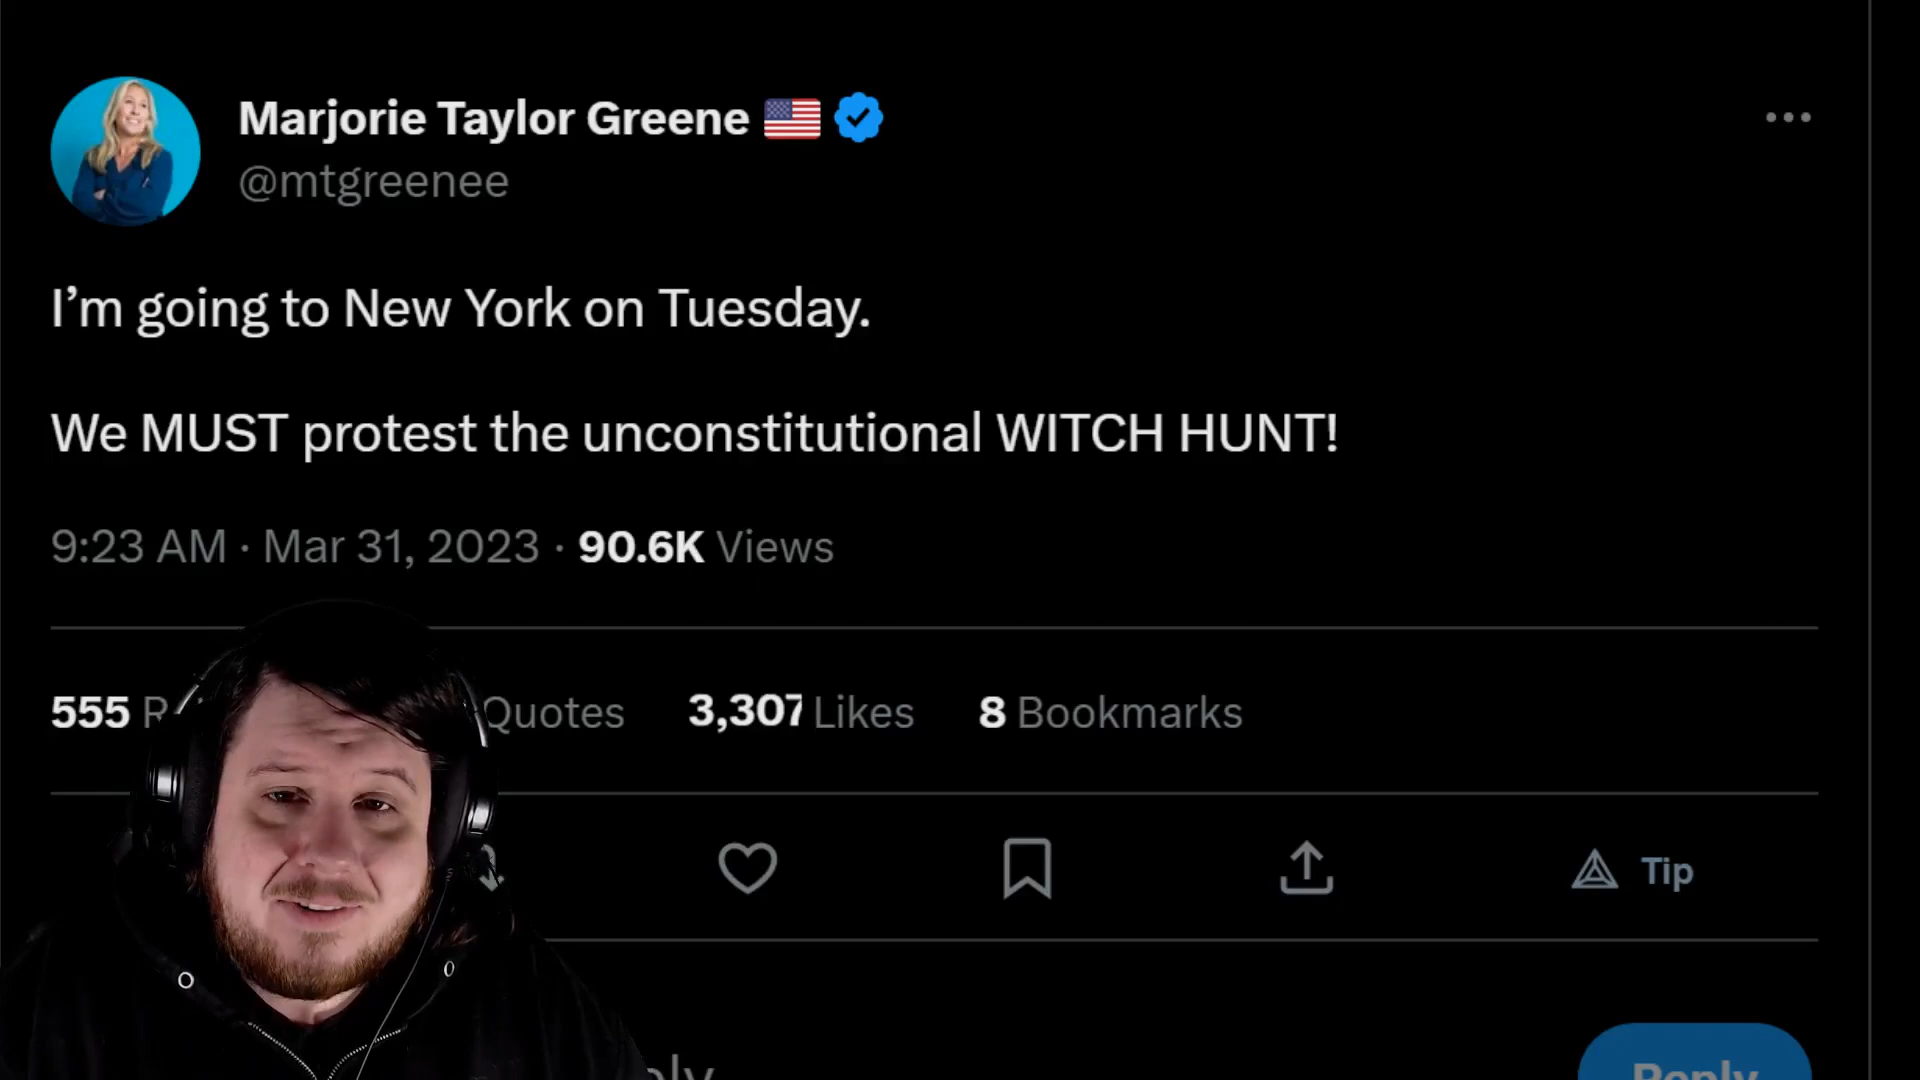 Marjorie Taylor Greene
@mtgreenee
I’m going to New York on Tuesday.
We MUST protest the unconstitutional WITCH HUNT!
9:23 AM · Mar 31, 2023 · 90.6K Views
555 Quotes 3,307 Likes 8 Bookmarks
Tip
Reply